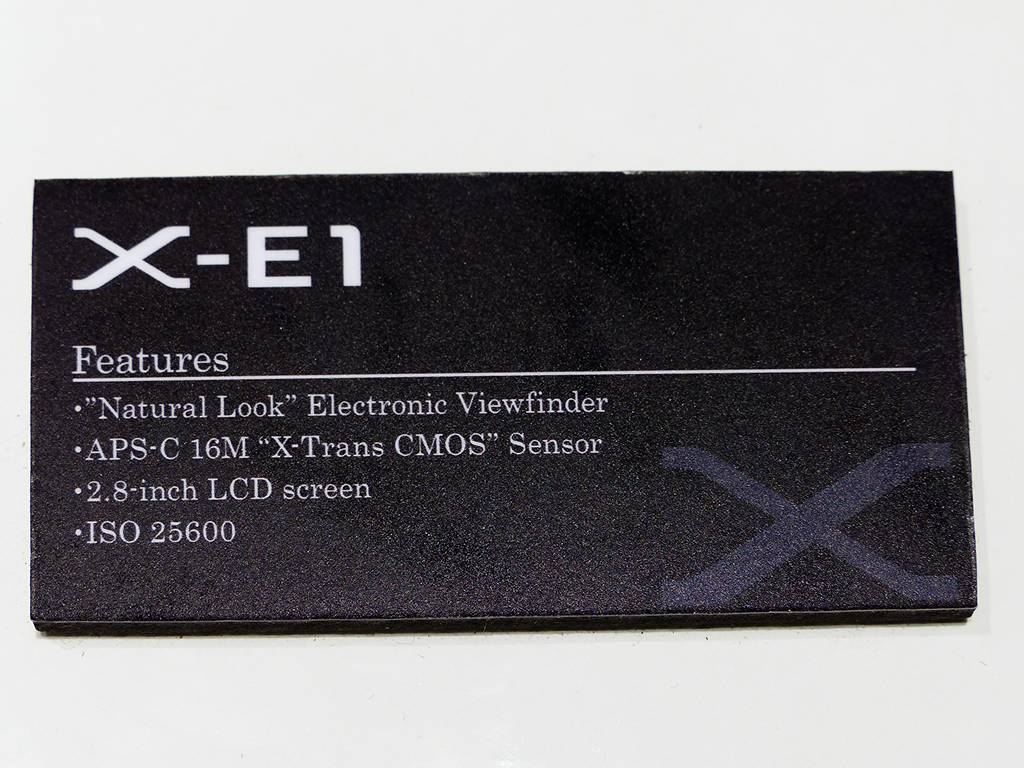 X-E1
Features
·”Natural Look” Electronic Viewfinder
·APS-C 16M “X-Trans CMOS” Sensor
·2.8-inch LCD screen
·ISO 25600
X